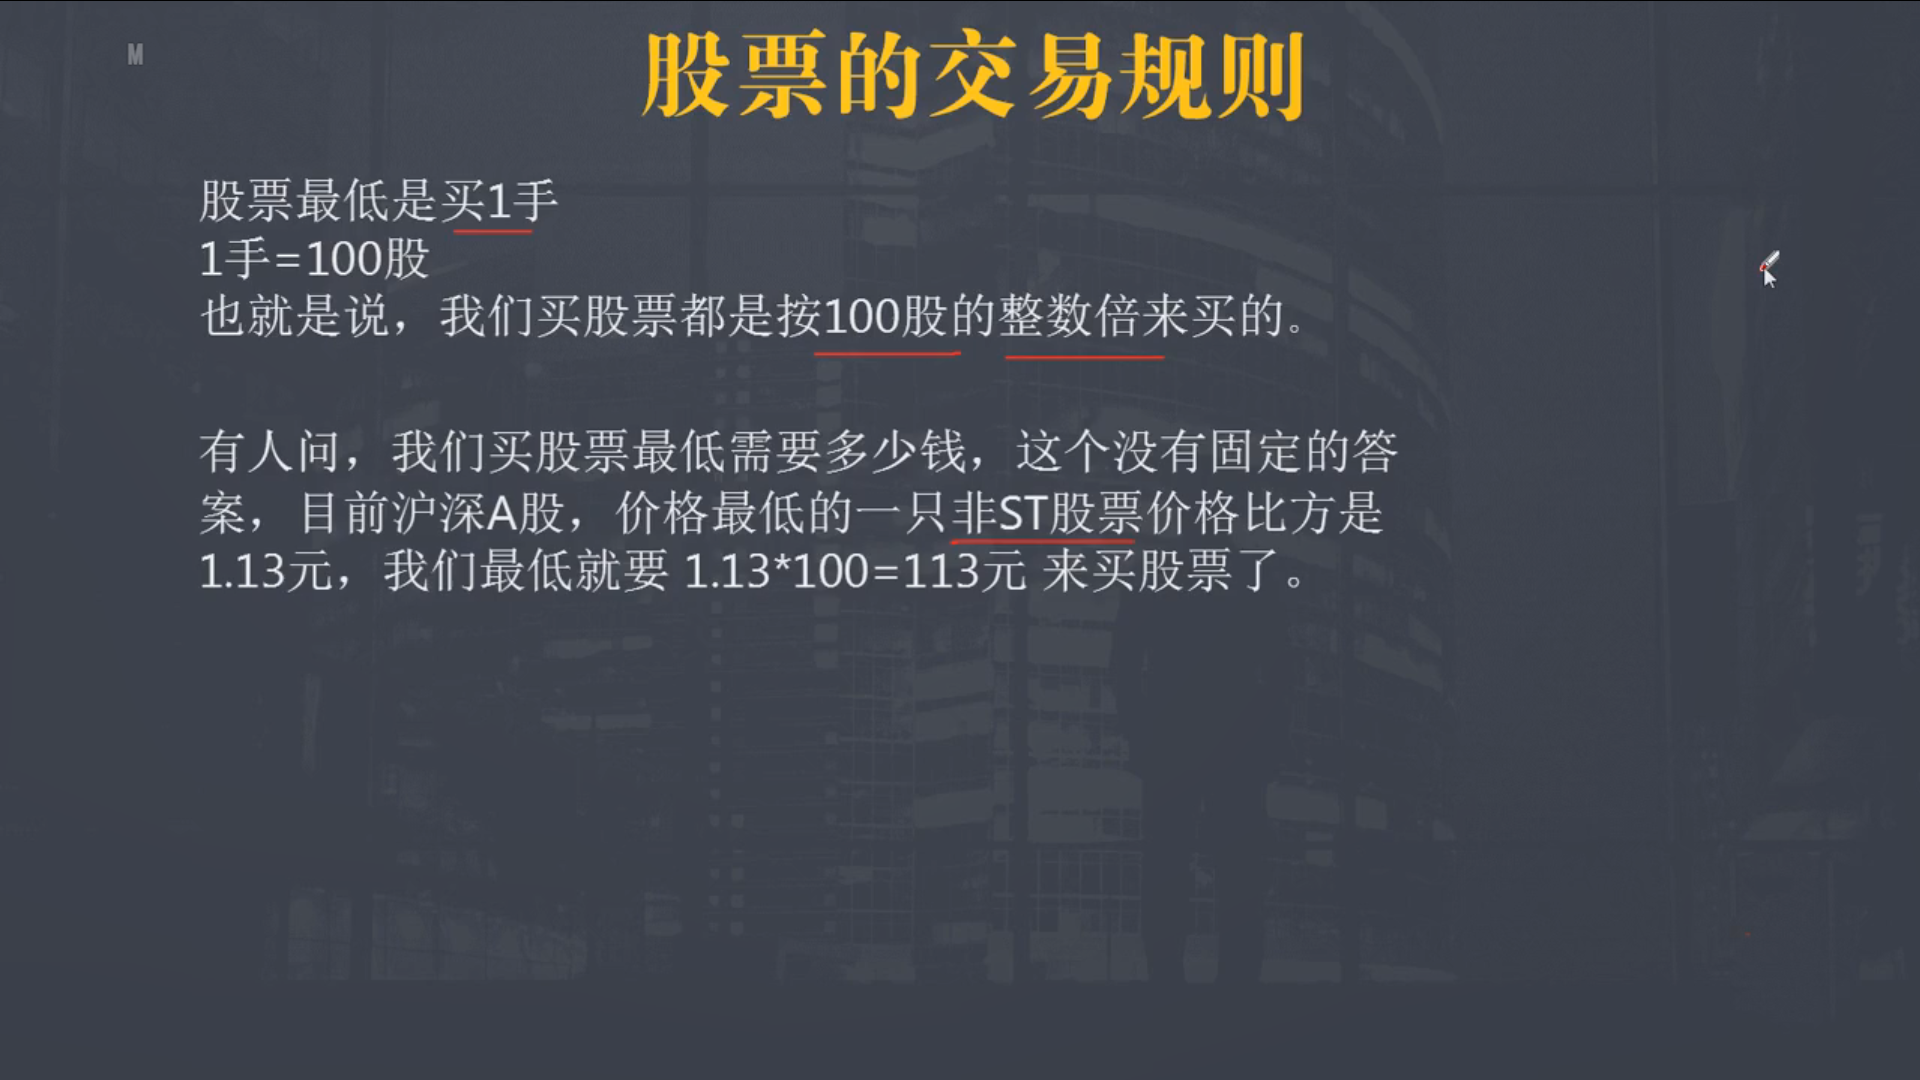 M
股票的交易规则
股票最低是买1手
1手=100股
也就是说，我们买股票都是按100股的整数倍来买的。
有人问，我们买股票最低需要多少钱，这个没有固定的答
案，目前沪深A股，价格最低的一只非ST股票价格比方是
1.13元，我们最低就要 1.13*100=113元 来买股票了。